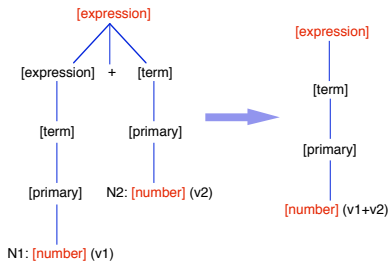 [expression]
[expression] + [term]
[term] [primary]
[primary] N2: [number] (v2)
N1: [number] (v1)
[expression]
[term]
[primary]
[number] (v1+v2)